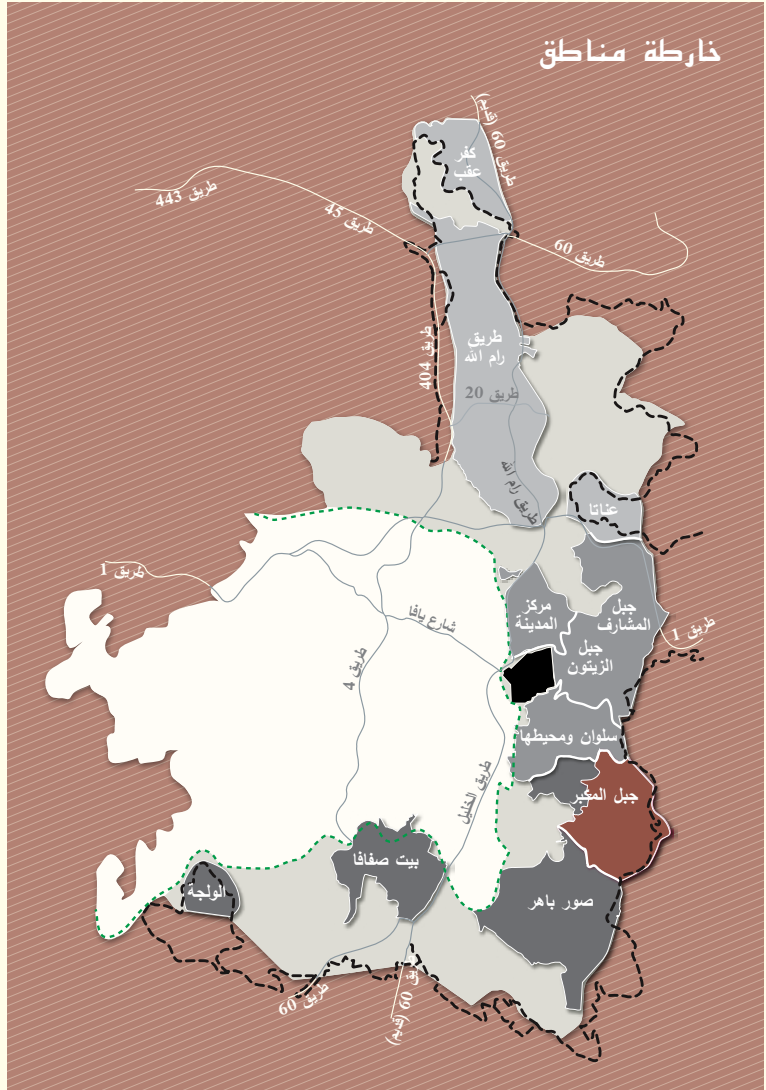 خارطة مناطق
طريق 60 (قديم)
كفر
عقب
طريق 443
طريق 45
طريق 60
طريق
رام الله
طريق 404
طريق 20
طريق رام الله
عناتا
طريق 1
جبل
المشارف
مركز
المدينة
شارع يافا
طريق 1
جبل
الزيتون
طريق 4
سلوان ومحيطها
طريق الخليل
جبل المكبر
بيت صفافا
الولجة
صور باهر
طريق 60
طريق 60 (قديم)